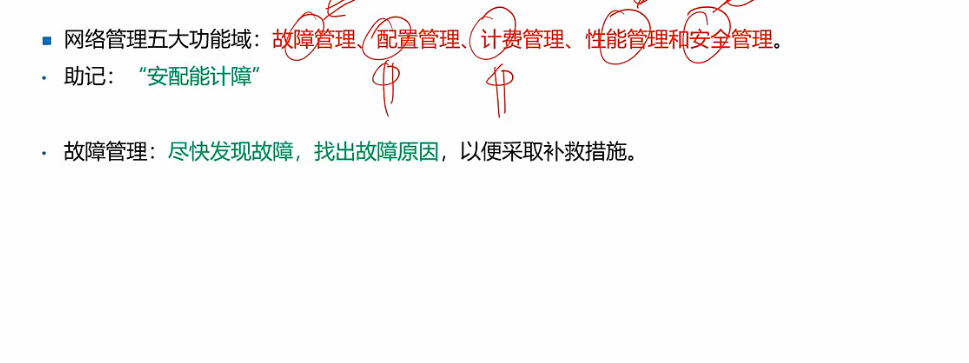 网络管理五大功能域：故障管理、配置管理、计费管理、性能管理和安全管理。
助记：“安配能计障”
故障管理：尽快发现故障，找出故障原因，以便采取补救措施。